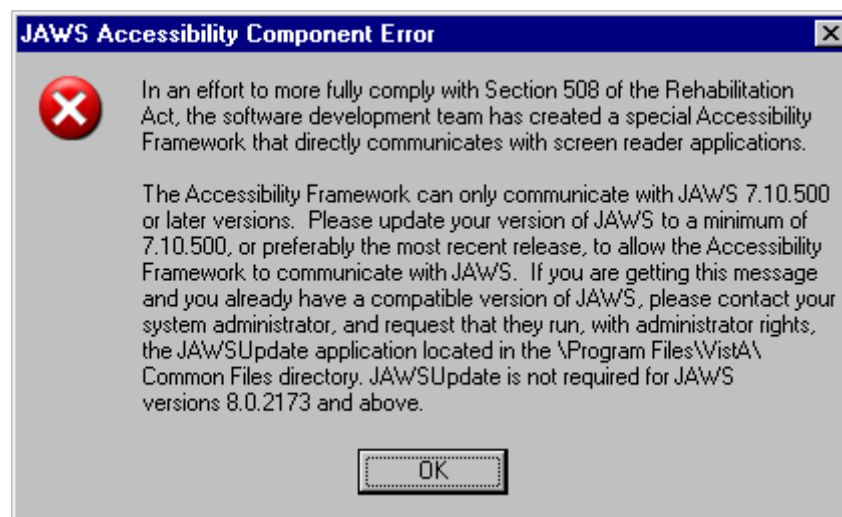 JAWS Accessibility Component Error
In an effort to more fully comply with Section 508 of the Rehabilitation
Act, the software development team has created a special Accessibility
Framework that directly communicates with screen reader applications.
The Accessibility Framework can only communicate with JAWS 7.10.500
or later versions.  Please update your version of JAWS to a minimum of
7.10.500, or preferably the most recent release, to allow the Accessibility
Framework to communicate with JAWS.  If you are getting this message
and you already have a compatible version of JAWS, please contact your
system administrator, and request that they run, with administrator rights,
the JAWSUpdate application located in the \Program Files\VistA\
Common Files directory. JAWSUpdate is not required for JAWS
versions 8.0.2173 and above.
OK